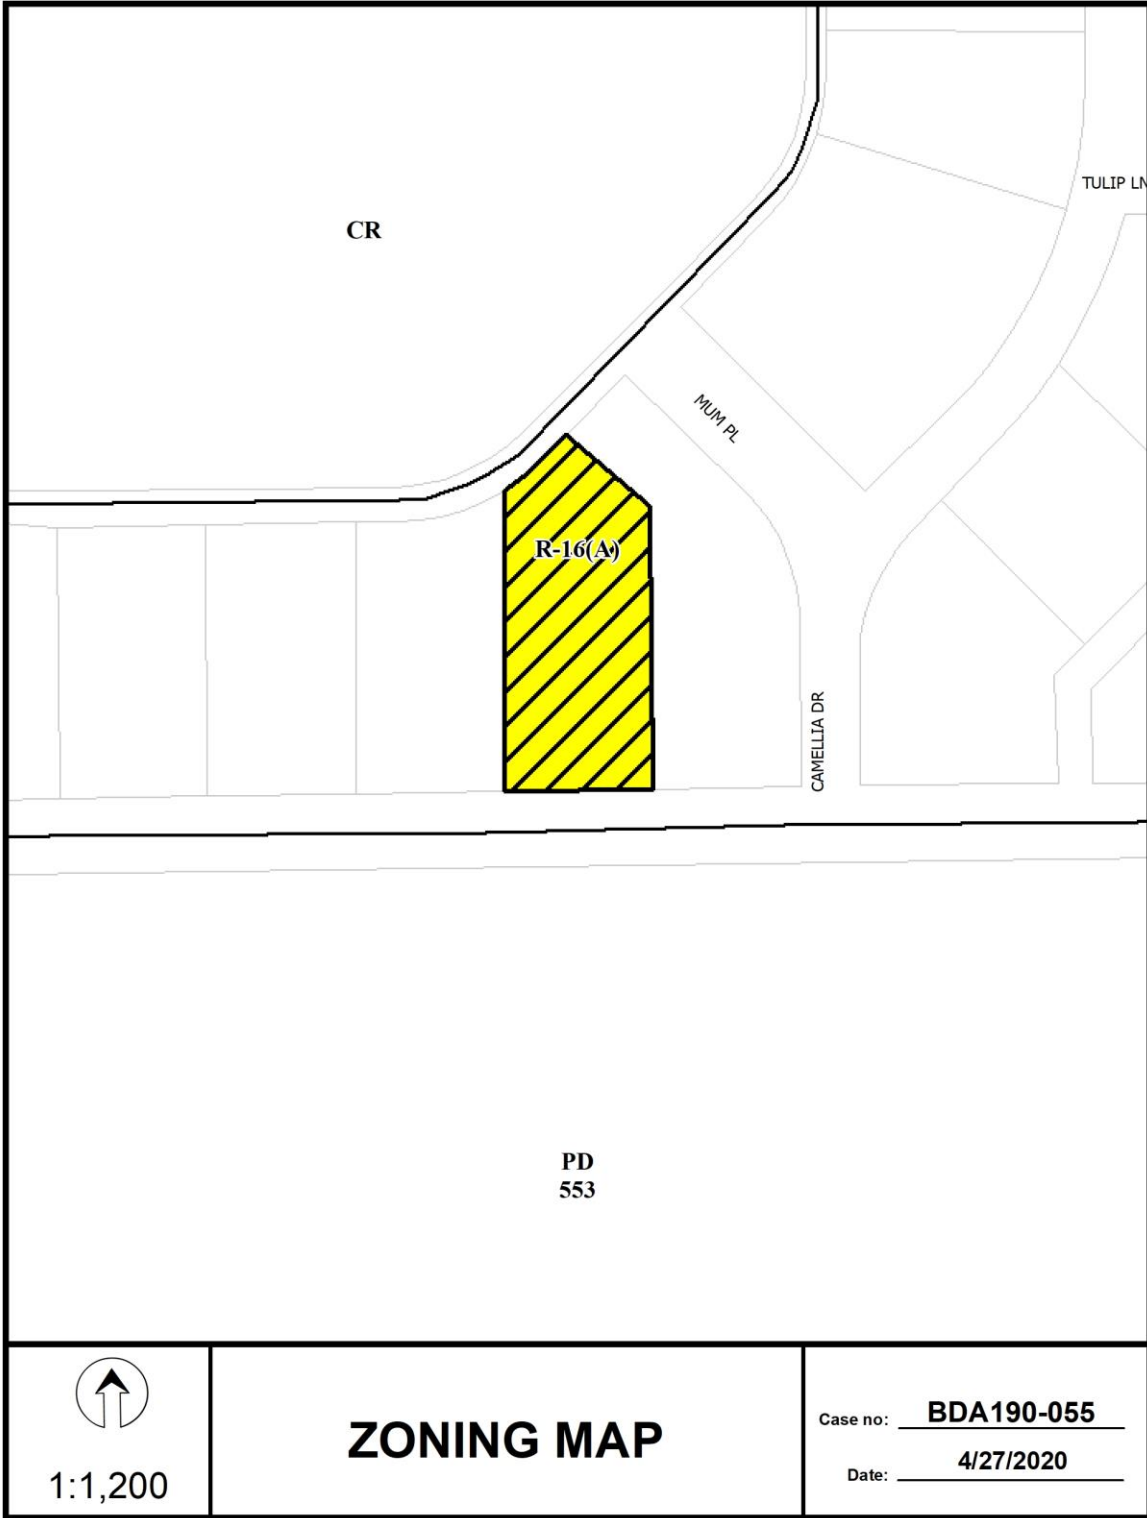 CR
TULIP LN
MUM PL
R-16(A)
CAMELLIA DR
PD
553
1:1,200
ZONING MAP
Case no: BDA190-055
Date: 4/27/2020